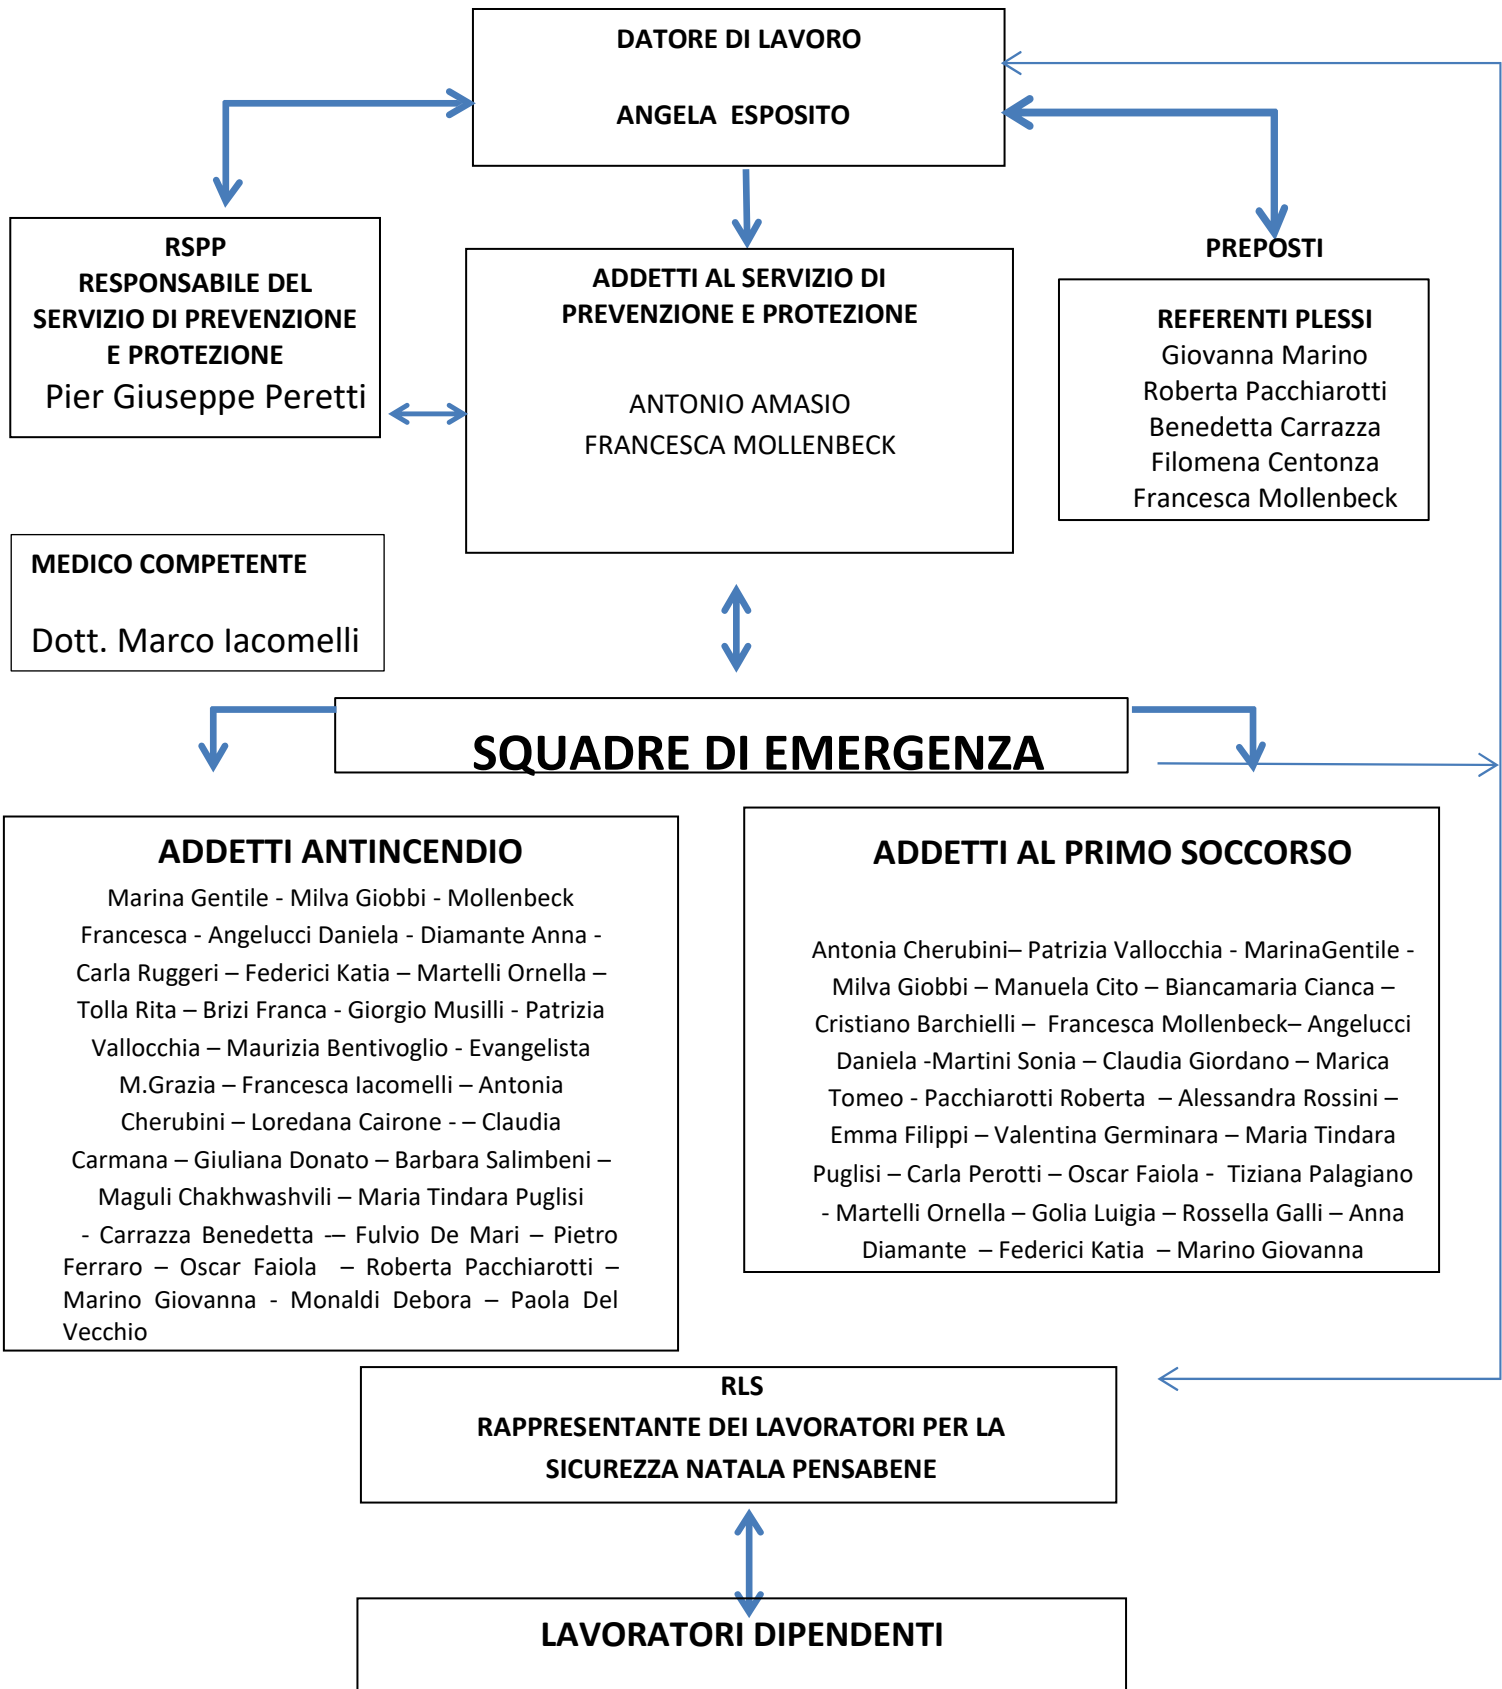 DATORE DI LAVORO
ANGELA ESPOSITO
RSPP
RESPONSABILE DEL
SERVIZIO DI PREVENZIONE
E PROTEZIONE
Pier Giuseppe Peretti
ADDETTI AL SERVIZIO DI
PREVENZIONE E PROTEZIONE
ANTONIO AMASIO
FRANCESCA MOLLENBECK
PREPOSTI
REFERENTI PLESSI
Giovanna Marino
Roberta Pacchiarotti
Benedetta Carrazza
Filomena Centonza
Francesca Mollenbeck
MEDICO COMPETENTE
Dott. Marco Iacomelli
SQUADRE DI EMERGENZA
ADDETTI ANTINCENDIO
Marina Gentile - Milva Giobbi - Mollenbeck
Francesca - Angelucci Daniela - Diamante Anna -
Carla Ruggeri – Federici Katia – Martelli Ornella –
Tolla Rita – Brizi Franca - Giorgio Musilli - Patrizia
Vallocchia – Maurizia Bentivoglio - Evangelista
M.Grazia – Francesca Iacomelli – Antonia
Cherubini – Loredana Cairone - – Claudia
Carmana – Giuliana Donato – Barbara Salimbeni –
Maguli Chakhwashvili – Maria Tindara Puglisi
- Carrazza Benedetta -– Fulvio De Mari – Pietro
Ferraro – Oscar Faiola – Roberta Pacchiarotti –
Marino Giovanna - Monaldi Debora – Paola Del
Vecchio
ADDETTI AL PRIMO SOCCORSO
Antonia Cherubini– Patrizia Vallocchia - MarinaGentile -
Milva Giobbi – Manuela Cito – Biancamaria Cianca –
Cristiano Barchielli – Francesca Mollenbeck– Angelucci
Daniela -Martini Sonia – Claudia Giordano – Marica
Tomeo - Pacchiarotti Roberta – Alessandra Rossini –
Emma Filippi – Valentina Germinara – Maria Tindara
Puglisi – Carla Perotti – Oscar Faiola - Tiziana Palagiano
- Martelli Ornella – Golia Luigia – Rossella Galli – Anna
Diamante – Federici Katia – Marino Giovanna
RLS
RAPPRESENTANTE DEI LAVORATORI PER LA
SICUREZZA NATALA PENSABENE
LAVORATORI DIPENDENTI